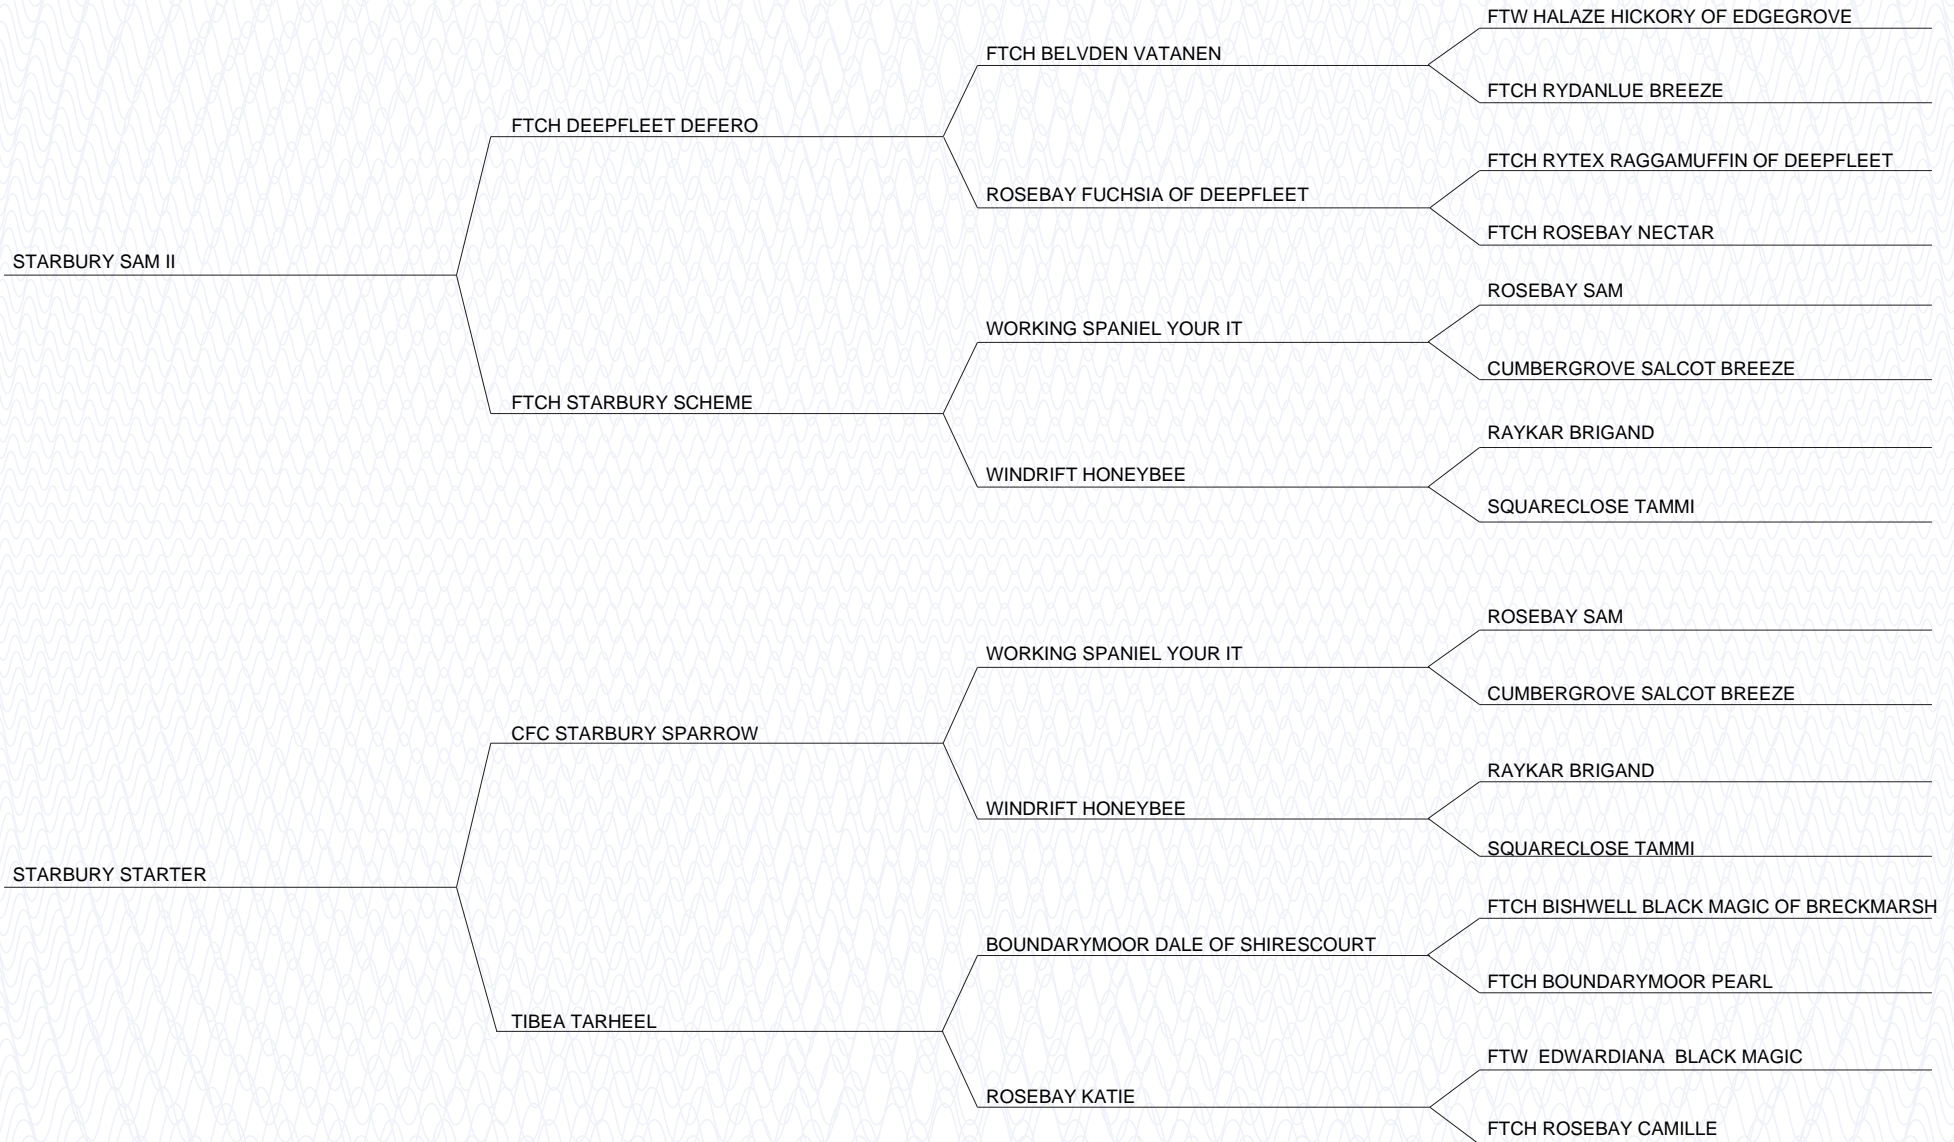 FTW HALAZE HICKORY OF EDGEGROVE
FTCH BELVDEN VATANEN
FTCH RYDANLUE BREEZE
FTCH DEEPFLEET DEFERO
FTCH RYTEX RAGGAMUFFIN OF DEEPFLEET
ROSEBAY FUCHSIA OF DEEPFLEET
FTCH ROSEBAY NECTAR
STARBURY SAM II
ROSEBAY SAM
WORKING SPANIEL YOUR IT
CUMBERGROVE SALCOT BREEZE
FTCH STARBURY SCHEME
RAYKAR BRIGAND
WINDRIFT HONEYBEE
SQUARECLOSE TAMMI
ROSEBAY SAM
WORKING SPANIEL YOUR IT
CUMBERGROVE SALCOT BREEZE
CFC STARBURY SPARROW
RAYKAR BRIGAND
WINDRIFT HONEYBEE
SQUARECLOSE TAMMI
STARBURY STARTER
FTCH BISHWELL BLACK MAGIC OF BRECKMARSH
BOUNDARYMOOR DALE OF SHIRESCOURT
FTCH BOUNDARYMOOR PEARL
TIBEA TARHEEL
FTW EDWARDIANA BLACK MAGIC
ROSEBAY KATIE
FTCH ROSEBAY CAMILLE